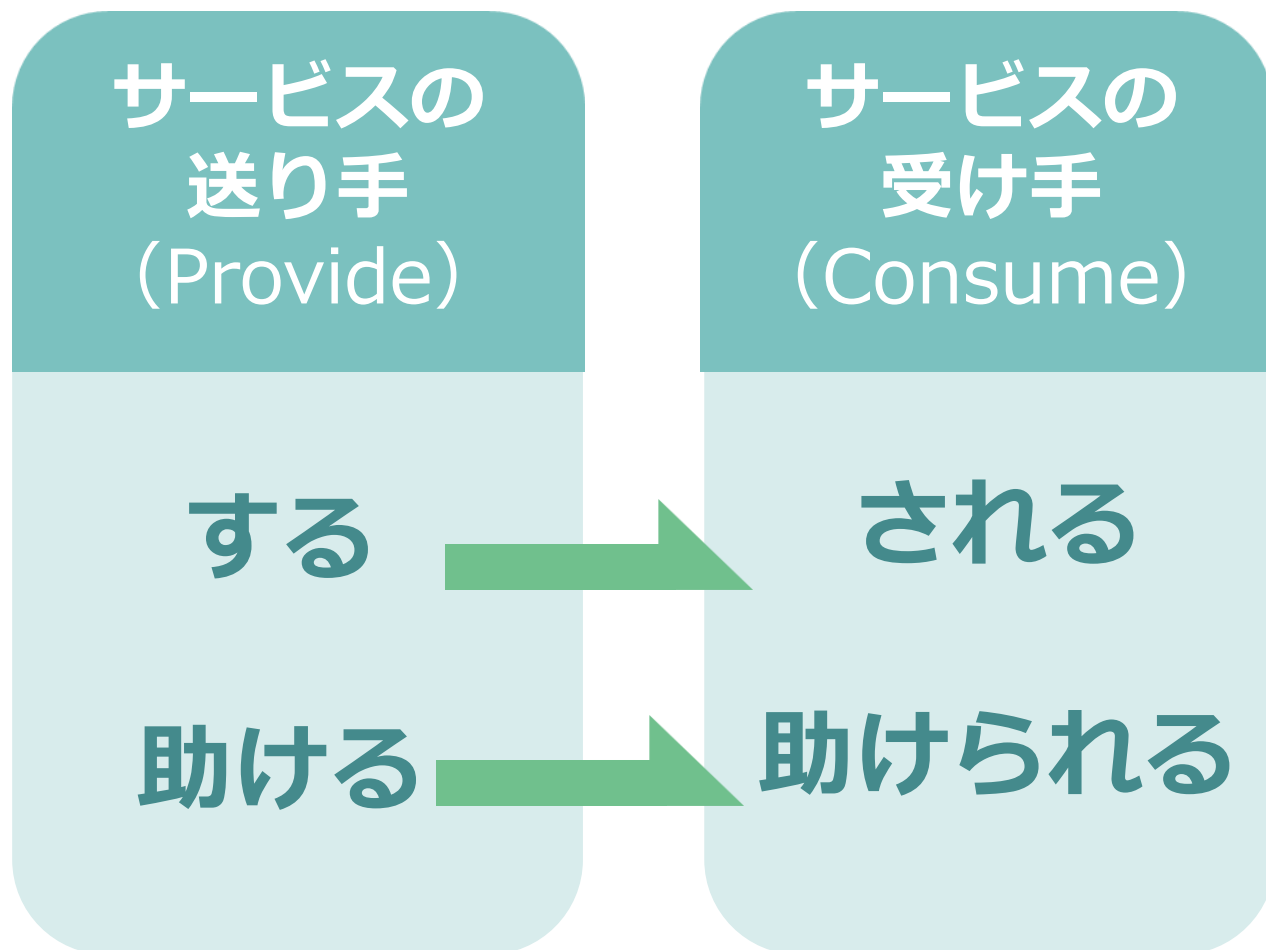 サービスの
送り手
（Provide）
する
助ける
サービスの
受け手
（Consume）
される
助けられる